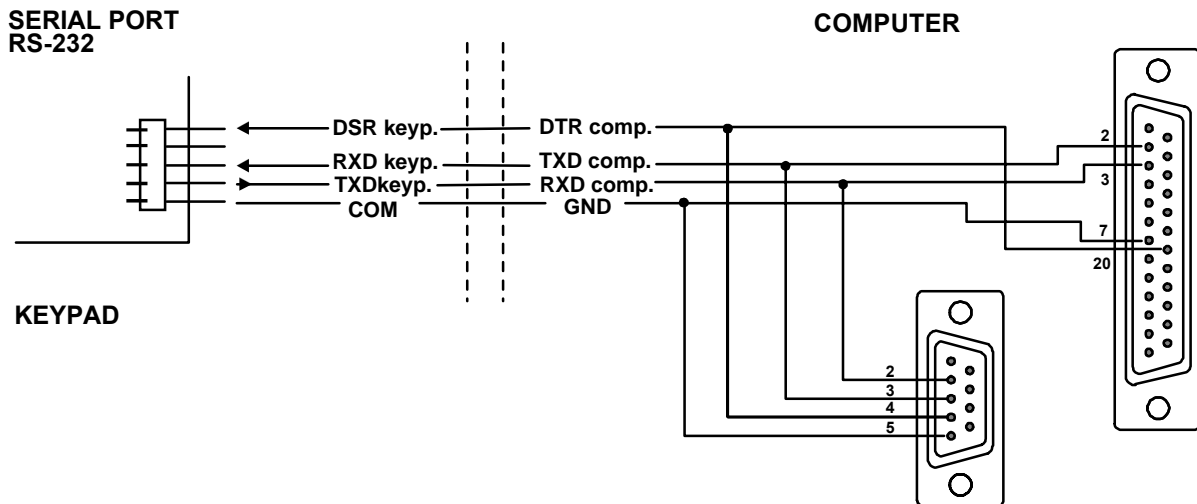 SERIAL PORT
RS-232
COMPUTER
DSR keyp. DTR comp.
RXD keyp. TXD comp.
TXDkeyp. RXD comp.
COM GND
2
3
7
20
KEYPAD
2
3
4
5